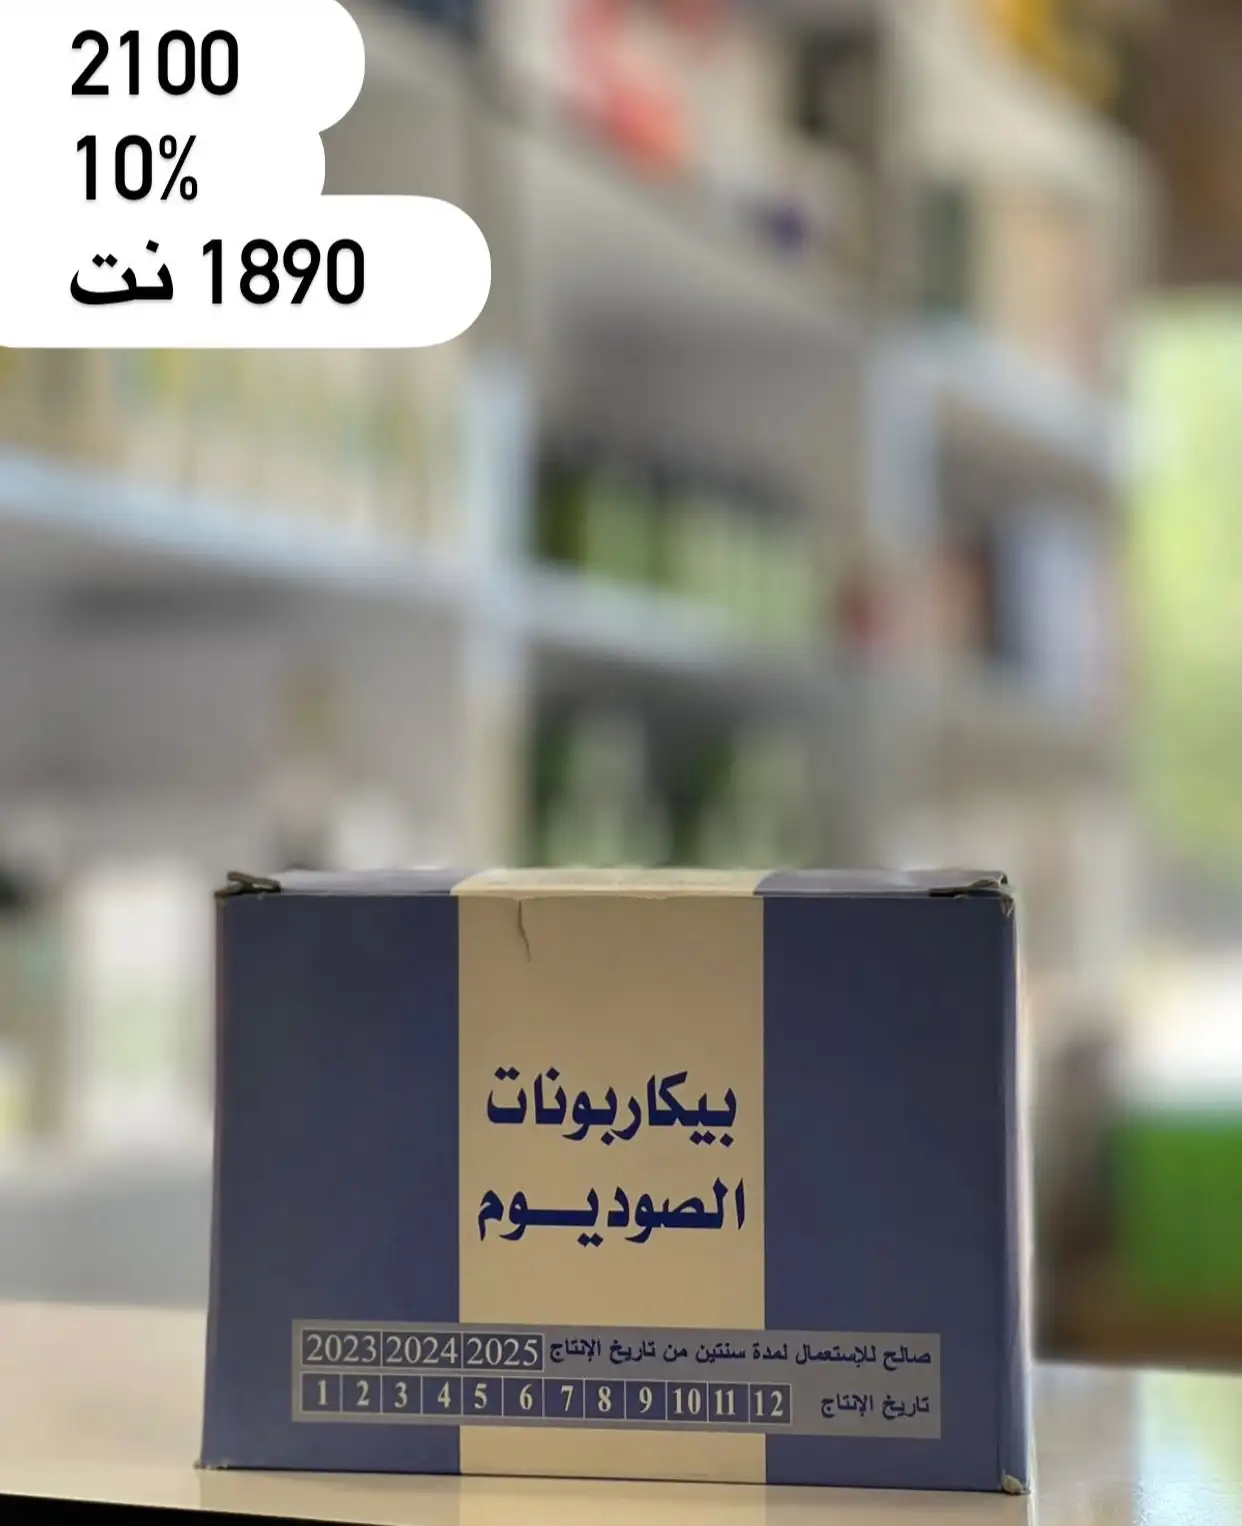 2100
10%
1890 نت
بيكاربونات
الصوديوم
صالح للإستعمال لمدة سنتين من تاريخ الإنتاج 2023 2024 2025
تاريخ الإنتاج 1 2 3 4 5 6 7 8 9 10 11 12